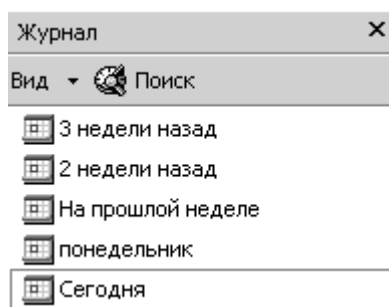 Журнал
Вид Поиск
3 недели назад
2 недели назад
На прошлой неделе
понедельник
Сегодня